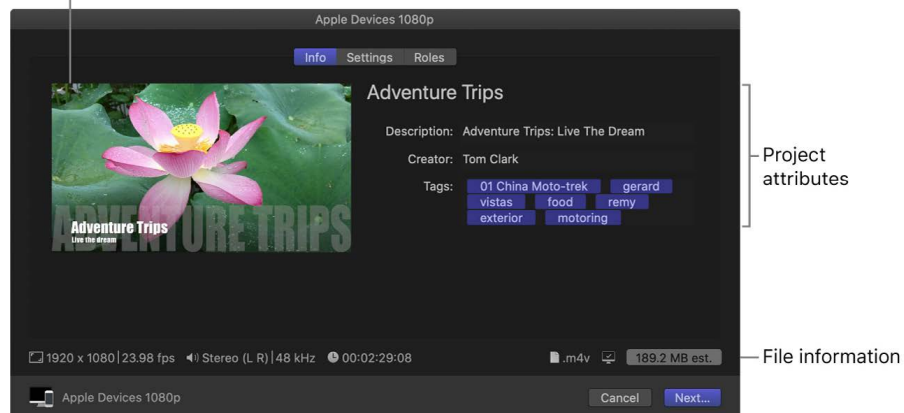 Apple Devices 1080p
Info Settings Roles
Adventure Trips
Description: Adventure Trips: Live The Dream
Creator: Tom Clark
Tags: 01 China Moto-trek gerard
vistas food remy
exterior motoring
ADVENTURE TRIPS
Adventure Trips
Live the dream
Project
attributes
1920 x 1080 | 23.98 fps Stereo (L R) | 48 kHz 00:02:29:08 .m4v 189.2 MB est.
File information
Apple Devices 1080p Cancel Next...